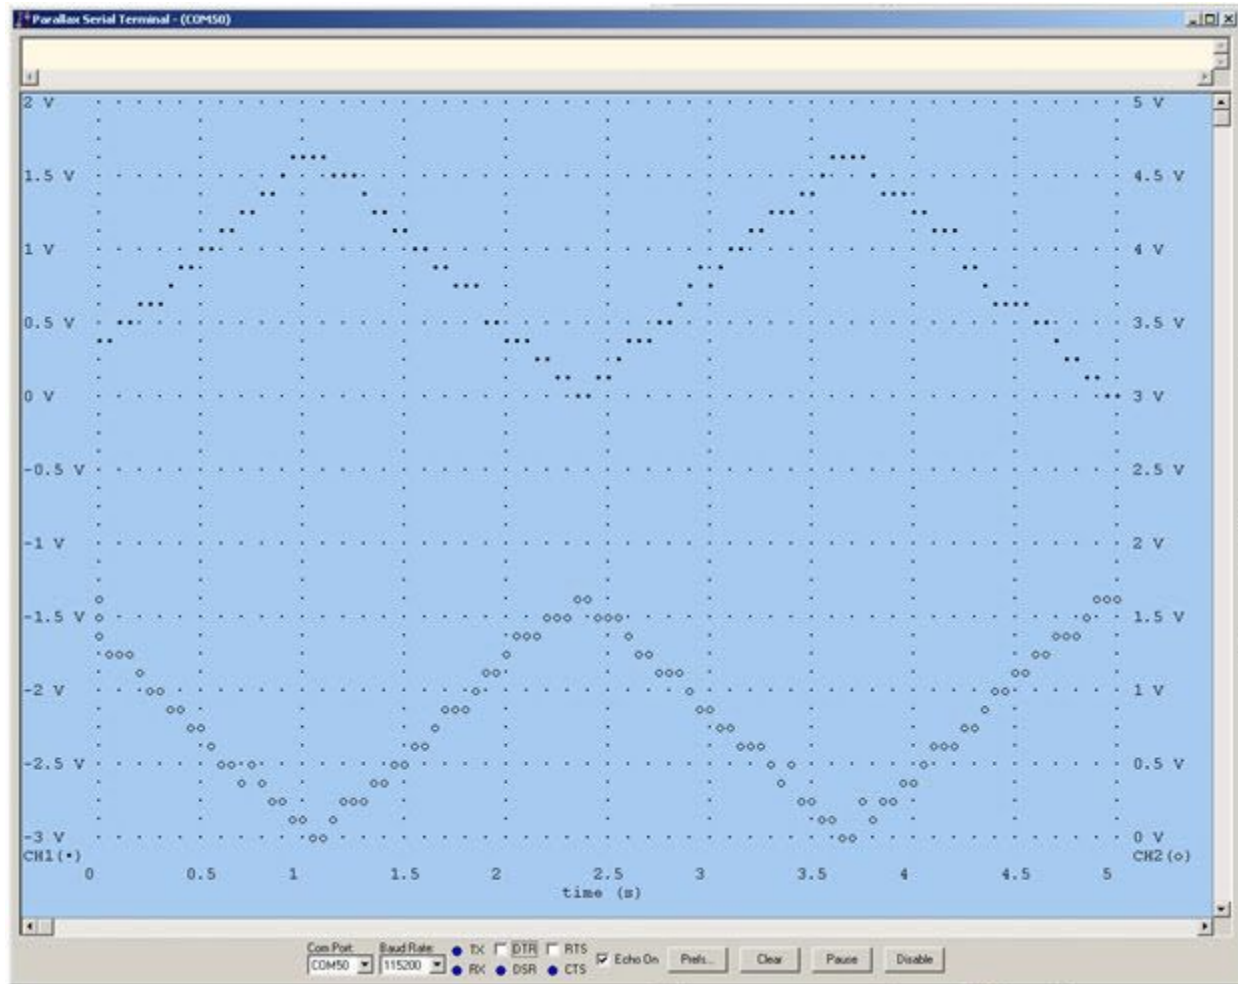 Parallax Serial Terminal - (COM50)
2 V 5 V
1.5 V 4.5 V
1 V 4 V
0.5 V 3.5 V
0 V 3 V
-0.5 V 2.5 V
-1 V 2 V
-1.5 V 1.5 V
-2 V 1 V
-2.5 V 0.5 V
-3 V 0 V
CH1(•) CH2(o)
0 0.5 1 1.5 2 2.5 3 3.5 4 4.5 5
time (s)
Com Port: Baud Rate: TX DTR RTS
COM50 115200 RX DSR CTS Echo On Prefs... Clear Pause Disable